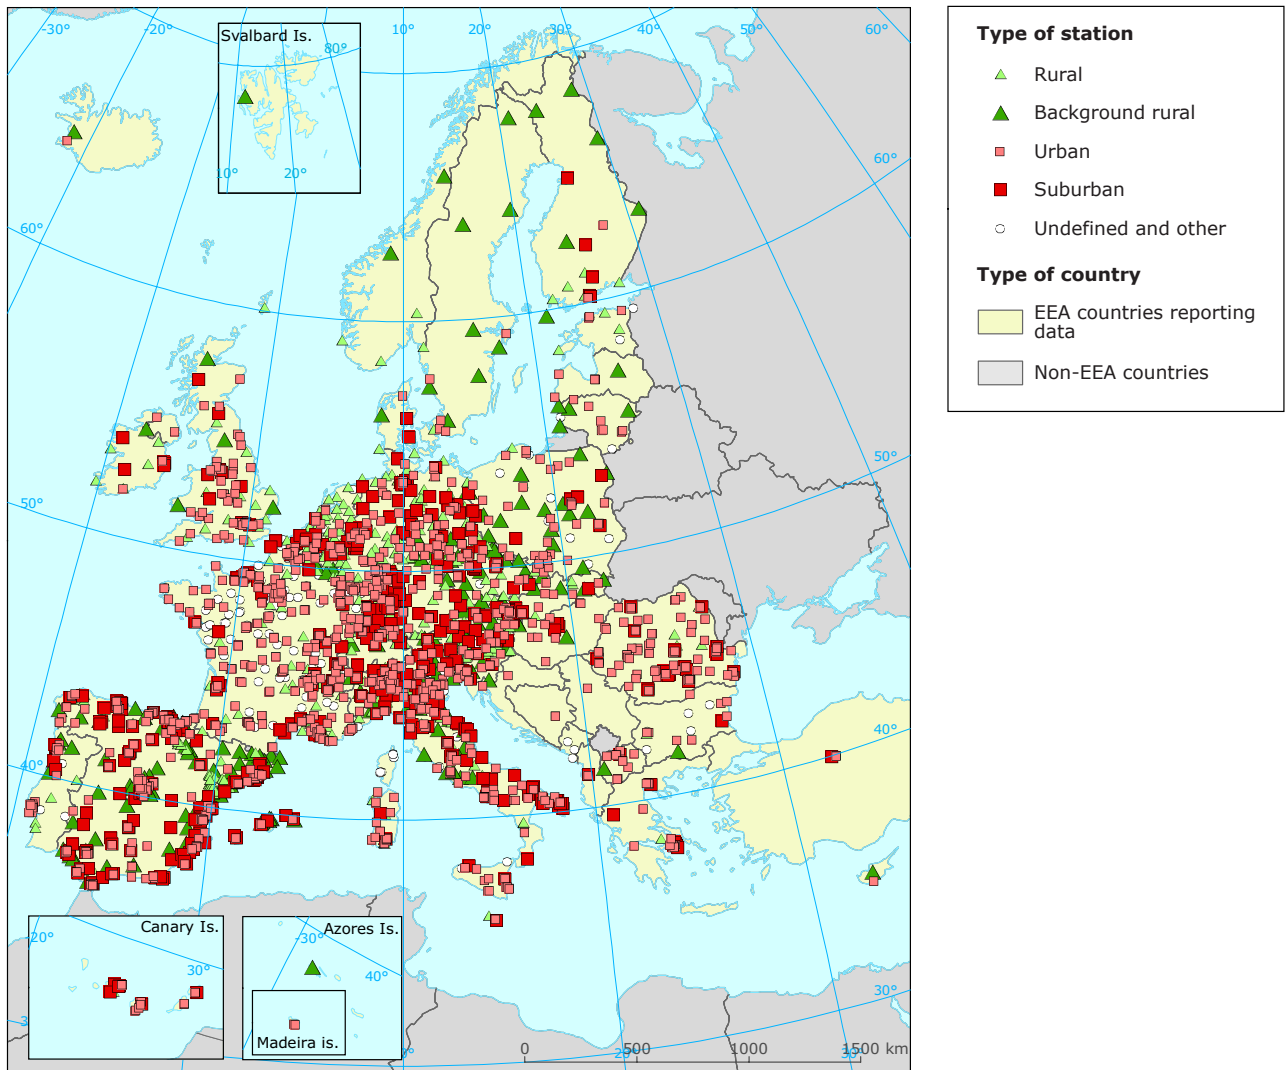 -30°
-20°
10°
20°
30°
40°
50°
60°
Svalbard Is.
80°
10°
20°
60°
60°
50°
50°
40°
40°
Canary Is.
-20°
30°
Azores Is.
-30°
40°
Madeira is.
30°
0
500
1000
1500 km
Type of station
Rural
Background rural
Urban
Suburban
Undefined and other
Type of country
EEA countries reporting
data
Non-EEA countries